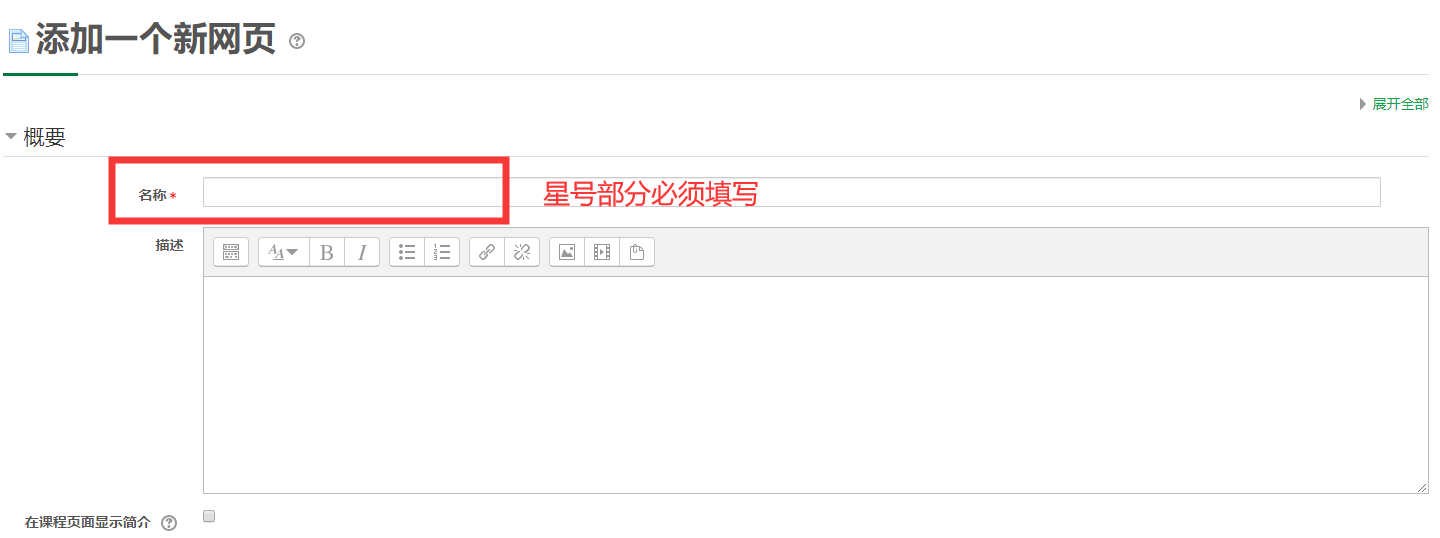 添加一个新网页
展开全部
概要
名称*
星号部分必须填写
描述
在课程页面显示简介